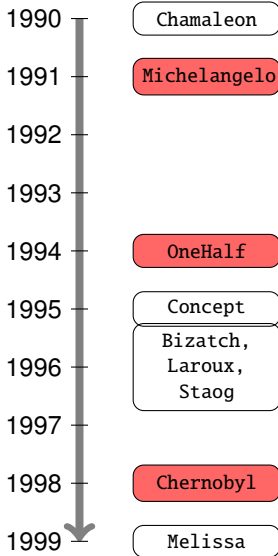 1990 Chamaleon
1991 Michelangelo
1992
1993
1994 OneHalf
1995 Concept
Bizatch,
1996 Laroux,
Staog
1997
1998 Chernobyl
1999 Melissa